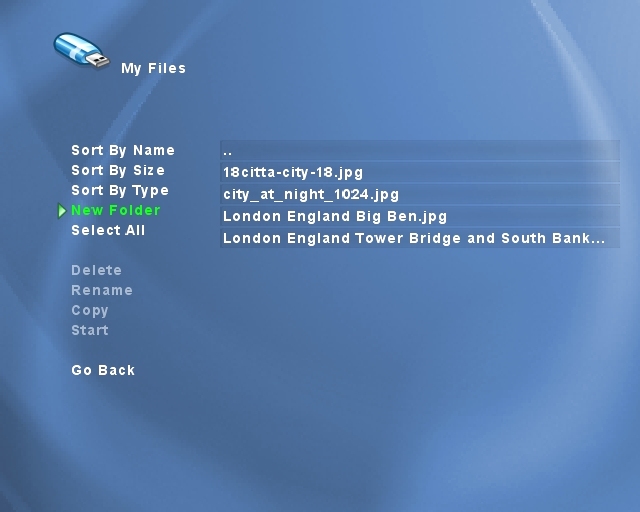 My Files
Sort By Name
Sort By Size
Sort By Type
New Folder
Select All
Delete
Rename
Copy
Start
Go Back
..
18citta-city-18.jpg
city_at_night_1024.jpg
London England Big Ben.jpg
London England Tower Bridge and South Bank...